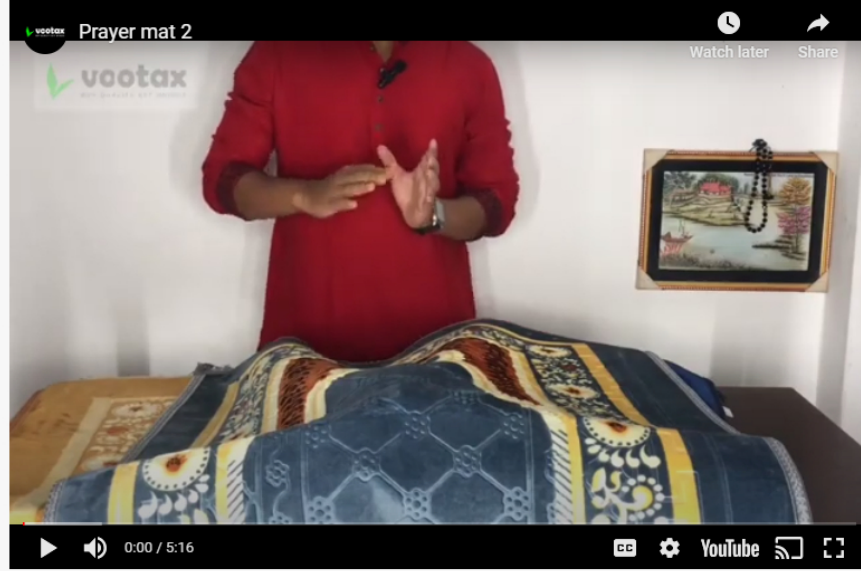 vootax
Prayer mat 2
Watch later
Share
vootax
0:00 / 5:16
CC
YouTube